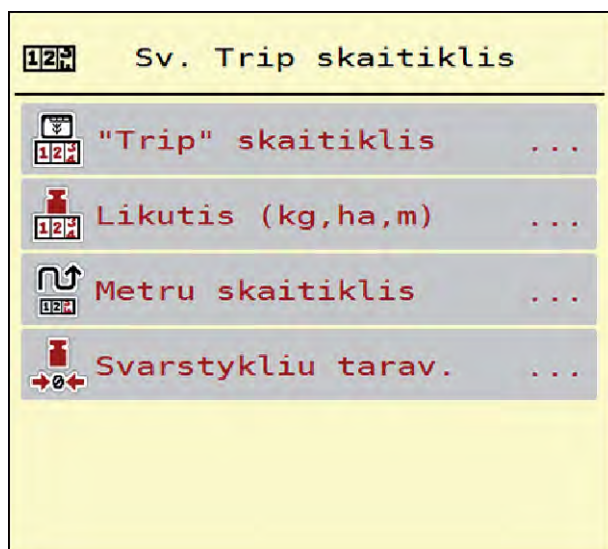 Sv. Trip skaitiklis
"Trip" skaitiklis ...
Likutis (kg,ha,m) ...
Metru skaitiklis ...
Svarstykliu tarav. ...